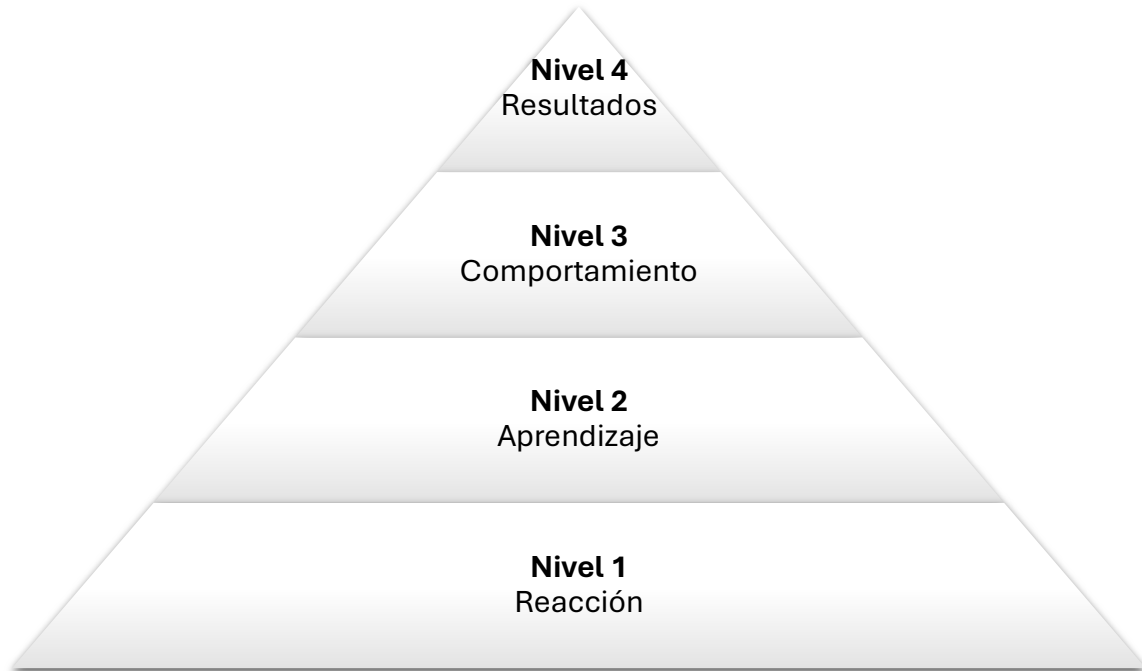 Nivel 4
Resultados
Nivel 3
Comportamiento
Nivel 2
Aprendizaje
Nivel 1
Reacción